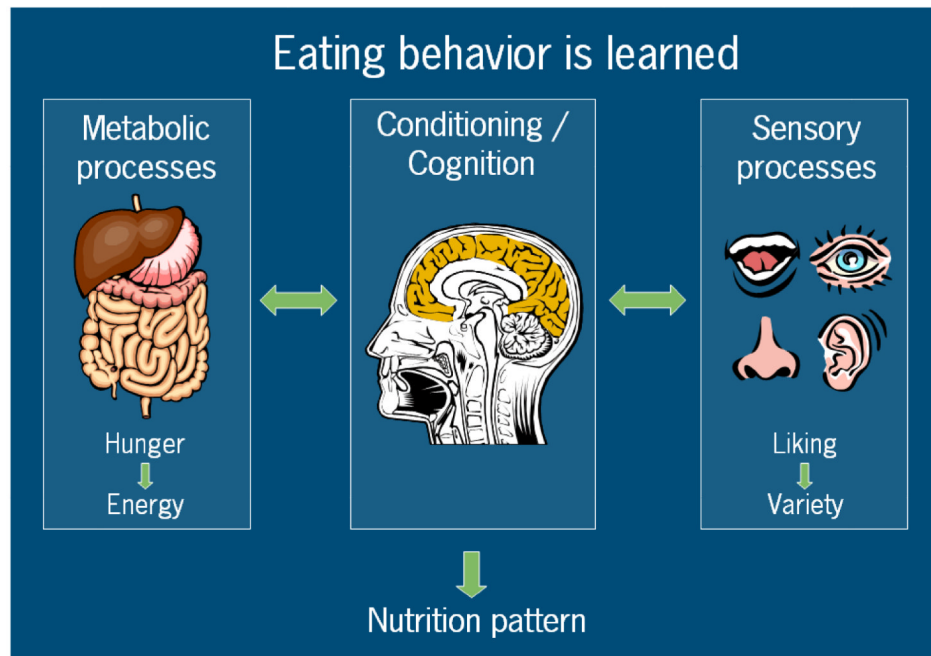 Eating behavior is learned
Metabolic
processes
Hunger
Energy
Conditioning /
Cognition
Sensory
processes
Liking
Variety
Nutrition pattern